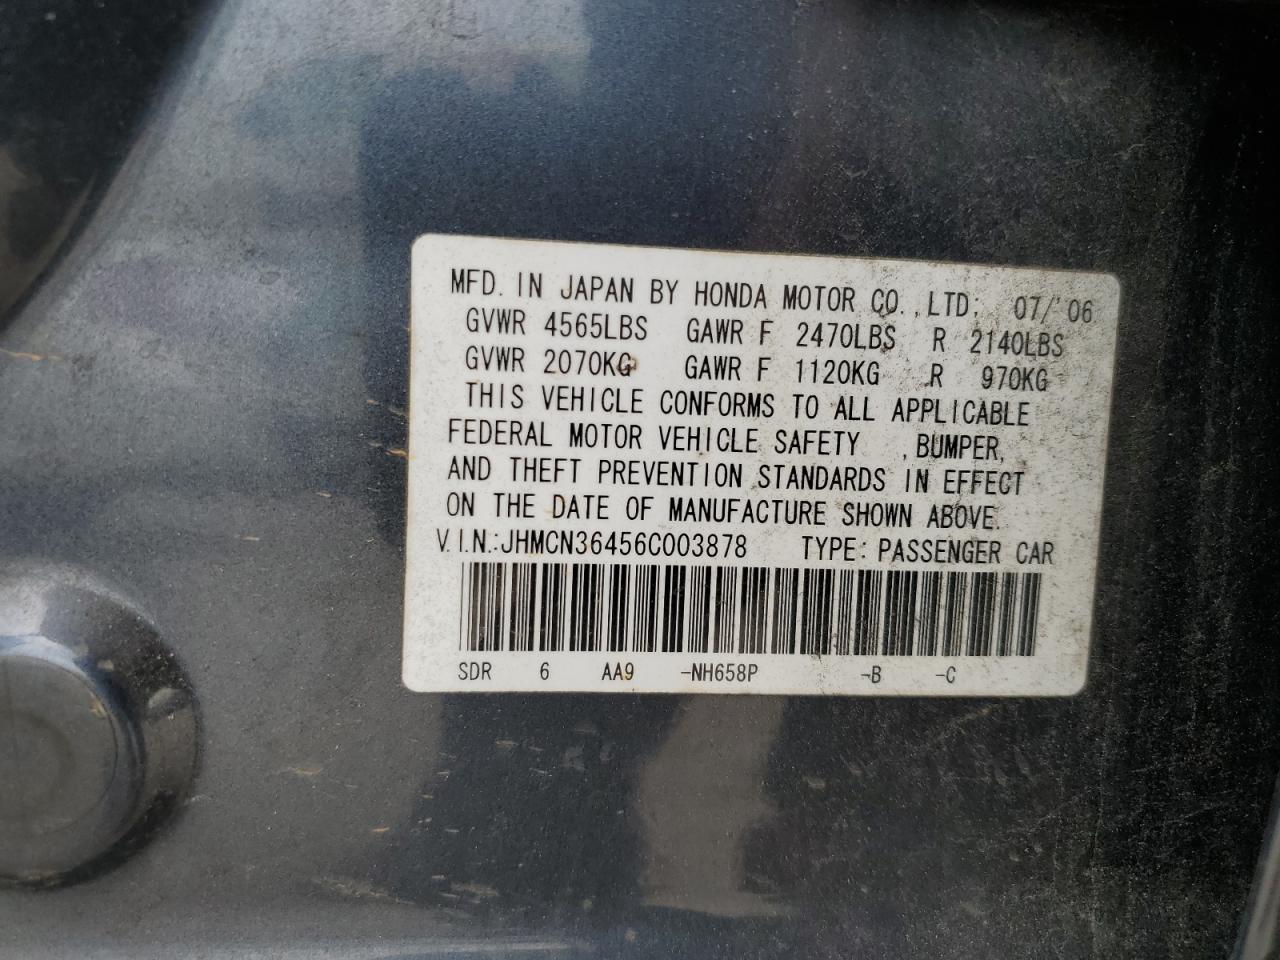 MFD. IN JAPAN BY HONDA MOTOR CO.,LTD; 07/'06
GVWR 4565LBS GAWR F 2470LBS R 2140LBS
GVWR 2070KG GAWR F 1120KG R 970KG
THIS VEHICLE CONFORMS TO ALL APPLICABLE
FEDERAL MOTOR VEHICLE SAFETY , BUMPER,
AND THEFT PREVENTION STANDARDS IN EFFECT
ON THE DATE OF MANUFACTURE SHOWN ABOVE.
V.I.N.:JHMCN36456C003878 TYPE: PASSENGER CAR
SDR 6 AA9 -NH658P -B -C